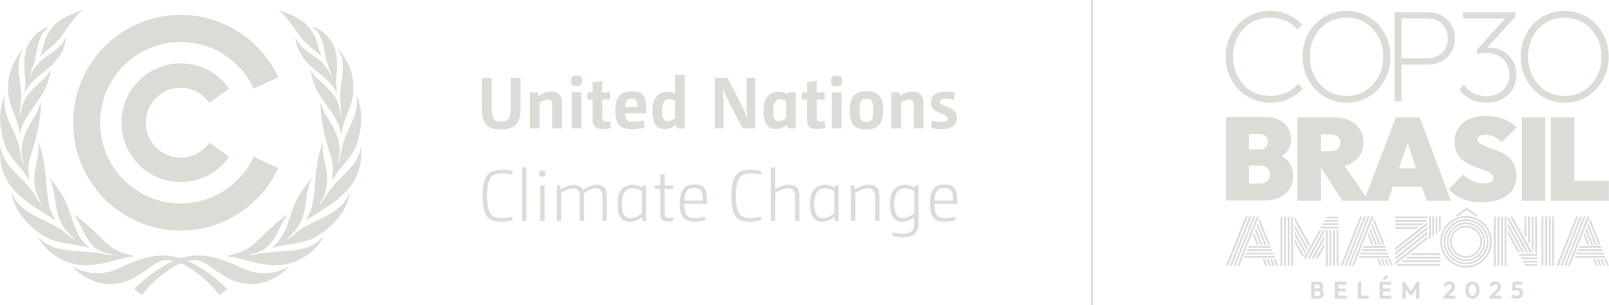 United Nations
Climate Change
COP30
BRASIL
AMAZÔNIA
BELÉM 2025